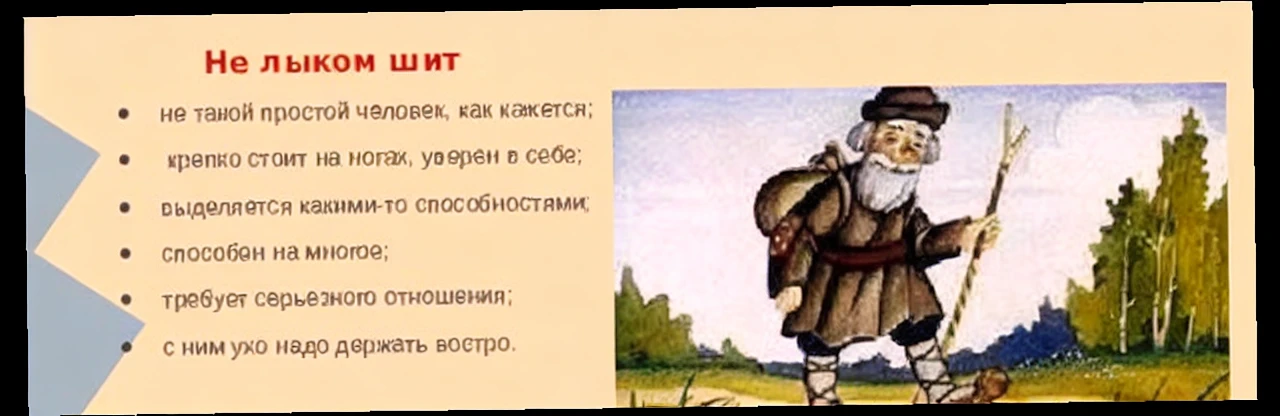 Не лыком шит
• не такой простой человек, как кажется;
• крепко стоит на ногах, уверен в себе;
• выделяется какими-то способностями;
• способен на многое;
• требует серьезного отношения;
• с ним ухо надо держать востро.